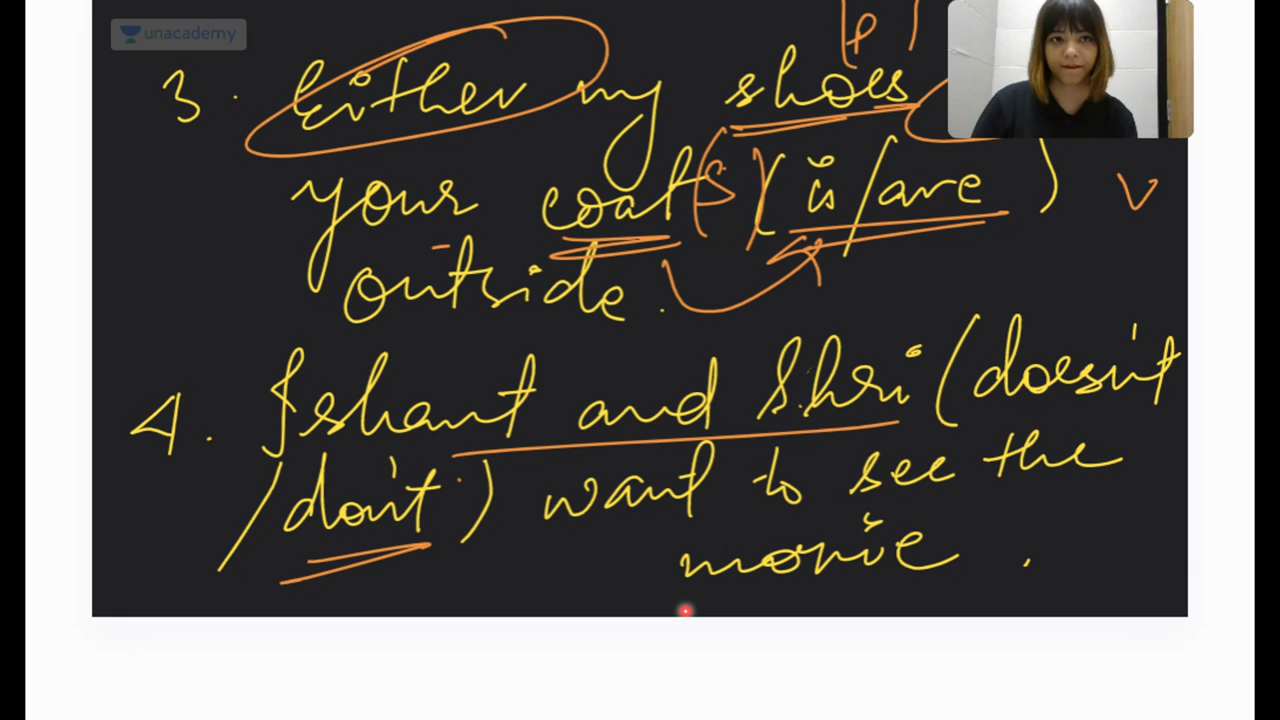 unacademy
(P)
3. Either my shoes
your coat (S) (is/are) V
outside.
4. Ishant and Shri (doesn't
/don't) want to see the
movie.